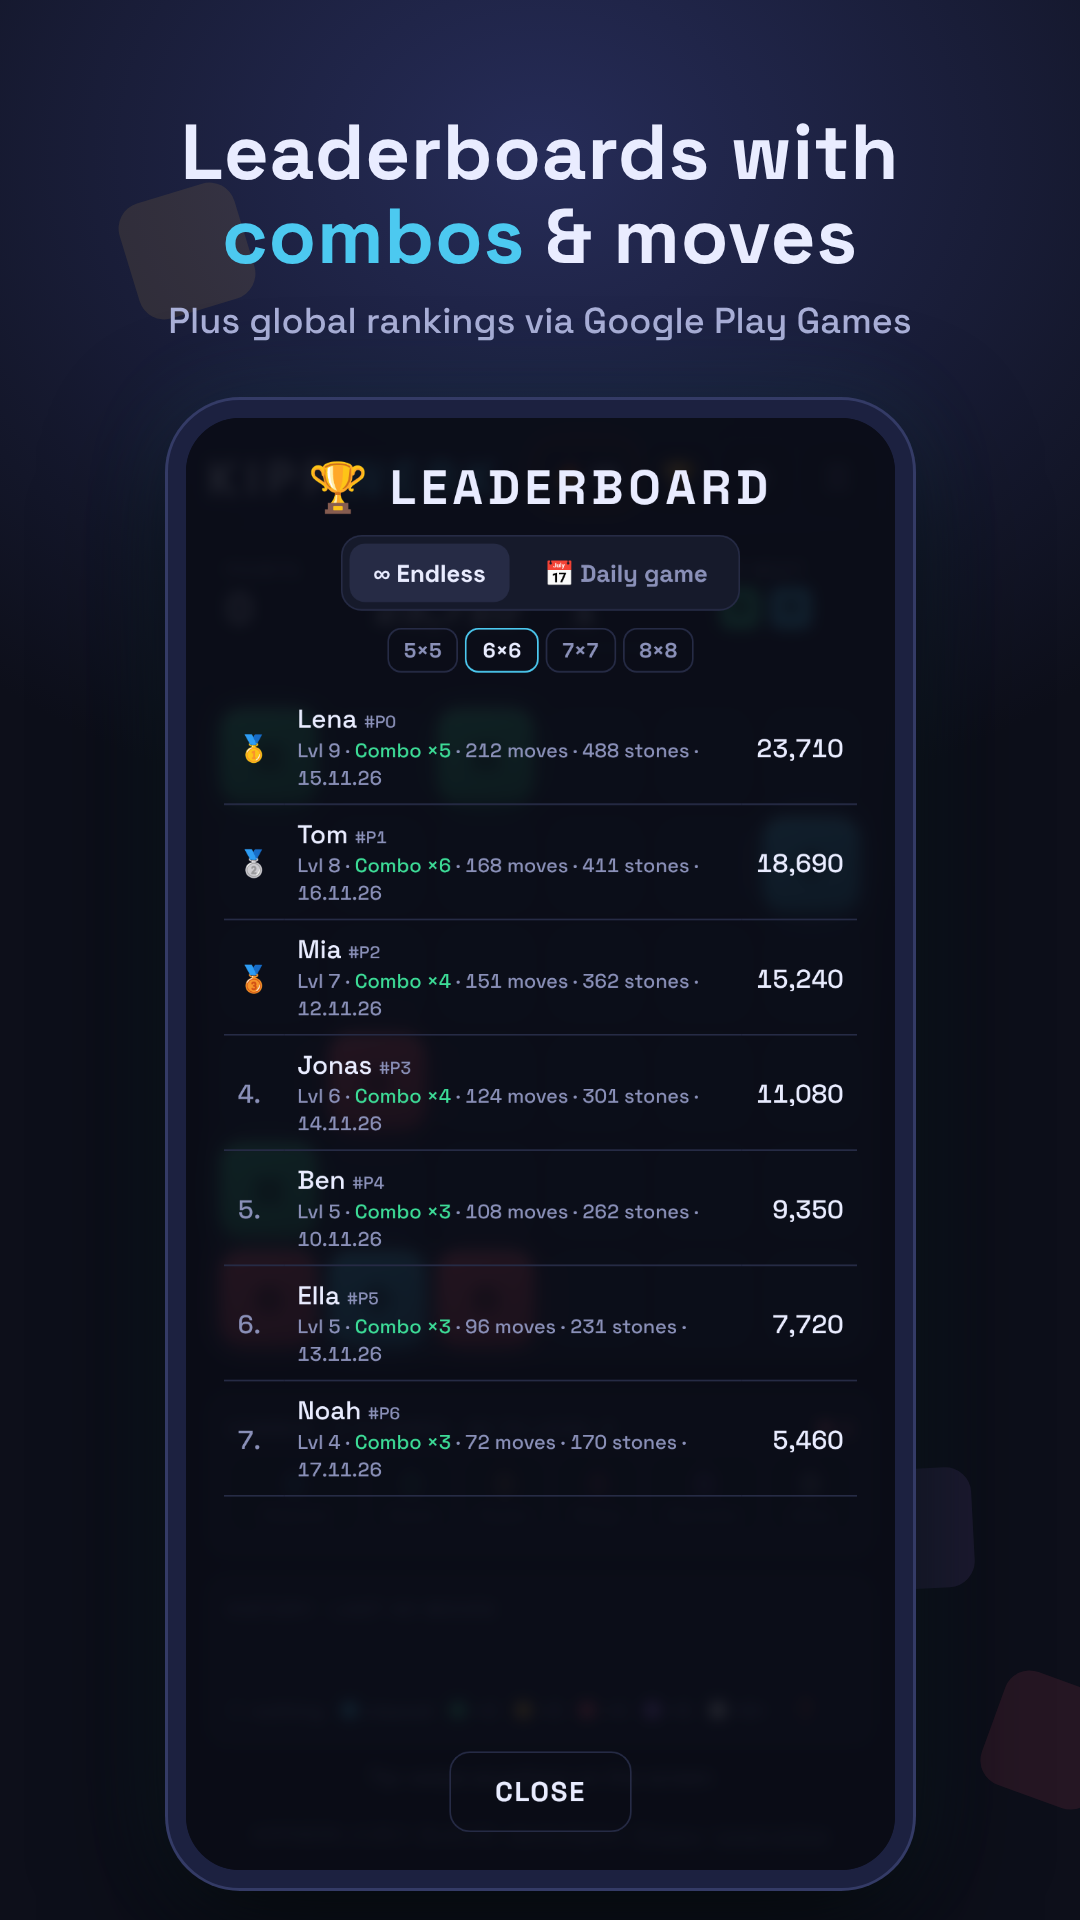 Leaderboards with
combos & moves
Plus global rankings via Google Play Games
🏆 LEADERBOARD
∞ Endless
📅 Daily game
5×5
6×6
7×7
8×8
Lena #P0
Lvl 9 · Combo ×5 · 212 moves · 488 stones ·
15.11.26
23,710
Tom #P1
Lvl 8 · Combo ×6 · 168 moves · 411 stones ·
16.11.26
18,690
Mia #P2
Lvl 7 · Combo ×4 · 151 moves · 362 stones ·
12.11.26
15,240
4.
Jonas #P3
Lvl 6 · Combo ×4 · 124 moves · 301 stones ·
14.11.26
11,080
5.
Ben #P4
Lvl 5 · Combo ×3 · 108 moves · 262 stones ·
10.11.26
9,350
6.
Ella #P5
Lvl 5 · Combo ×3 · 96 moves · 231 stones ·
13.11.26
7,720
7.
Noah #P6
Lvl 4 · Combo ×3 · 72 moves · 170 stones ·
17.11.26
5,460
CLOSE